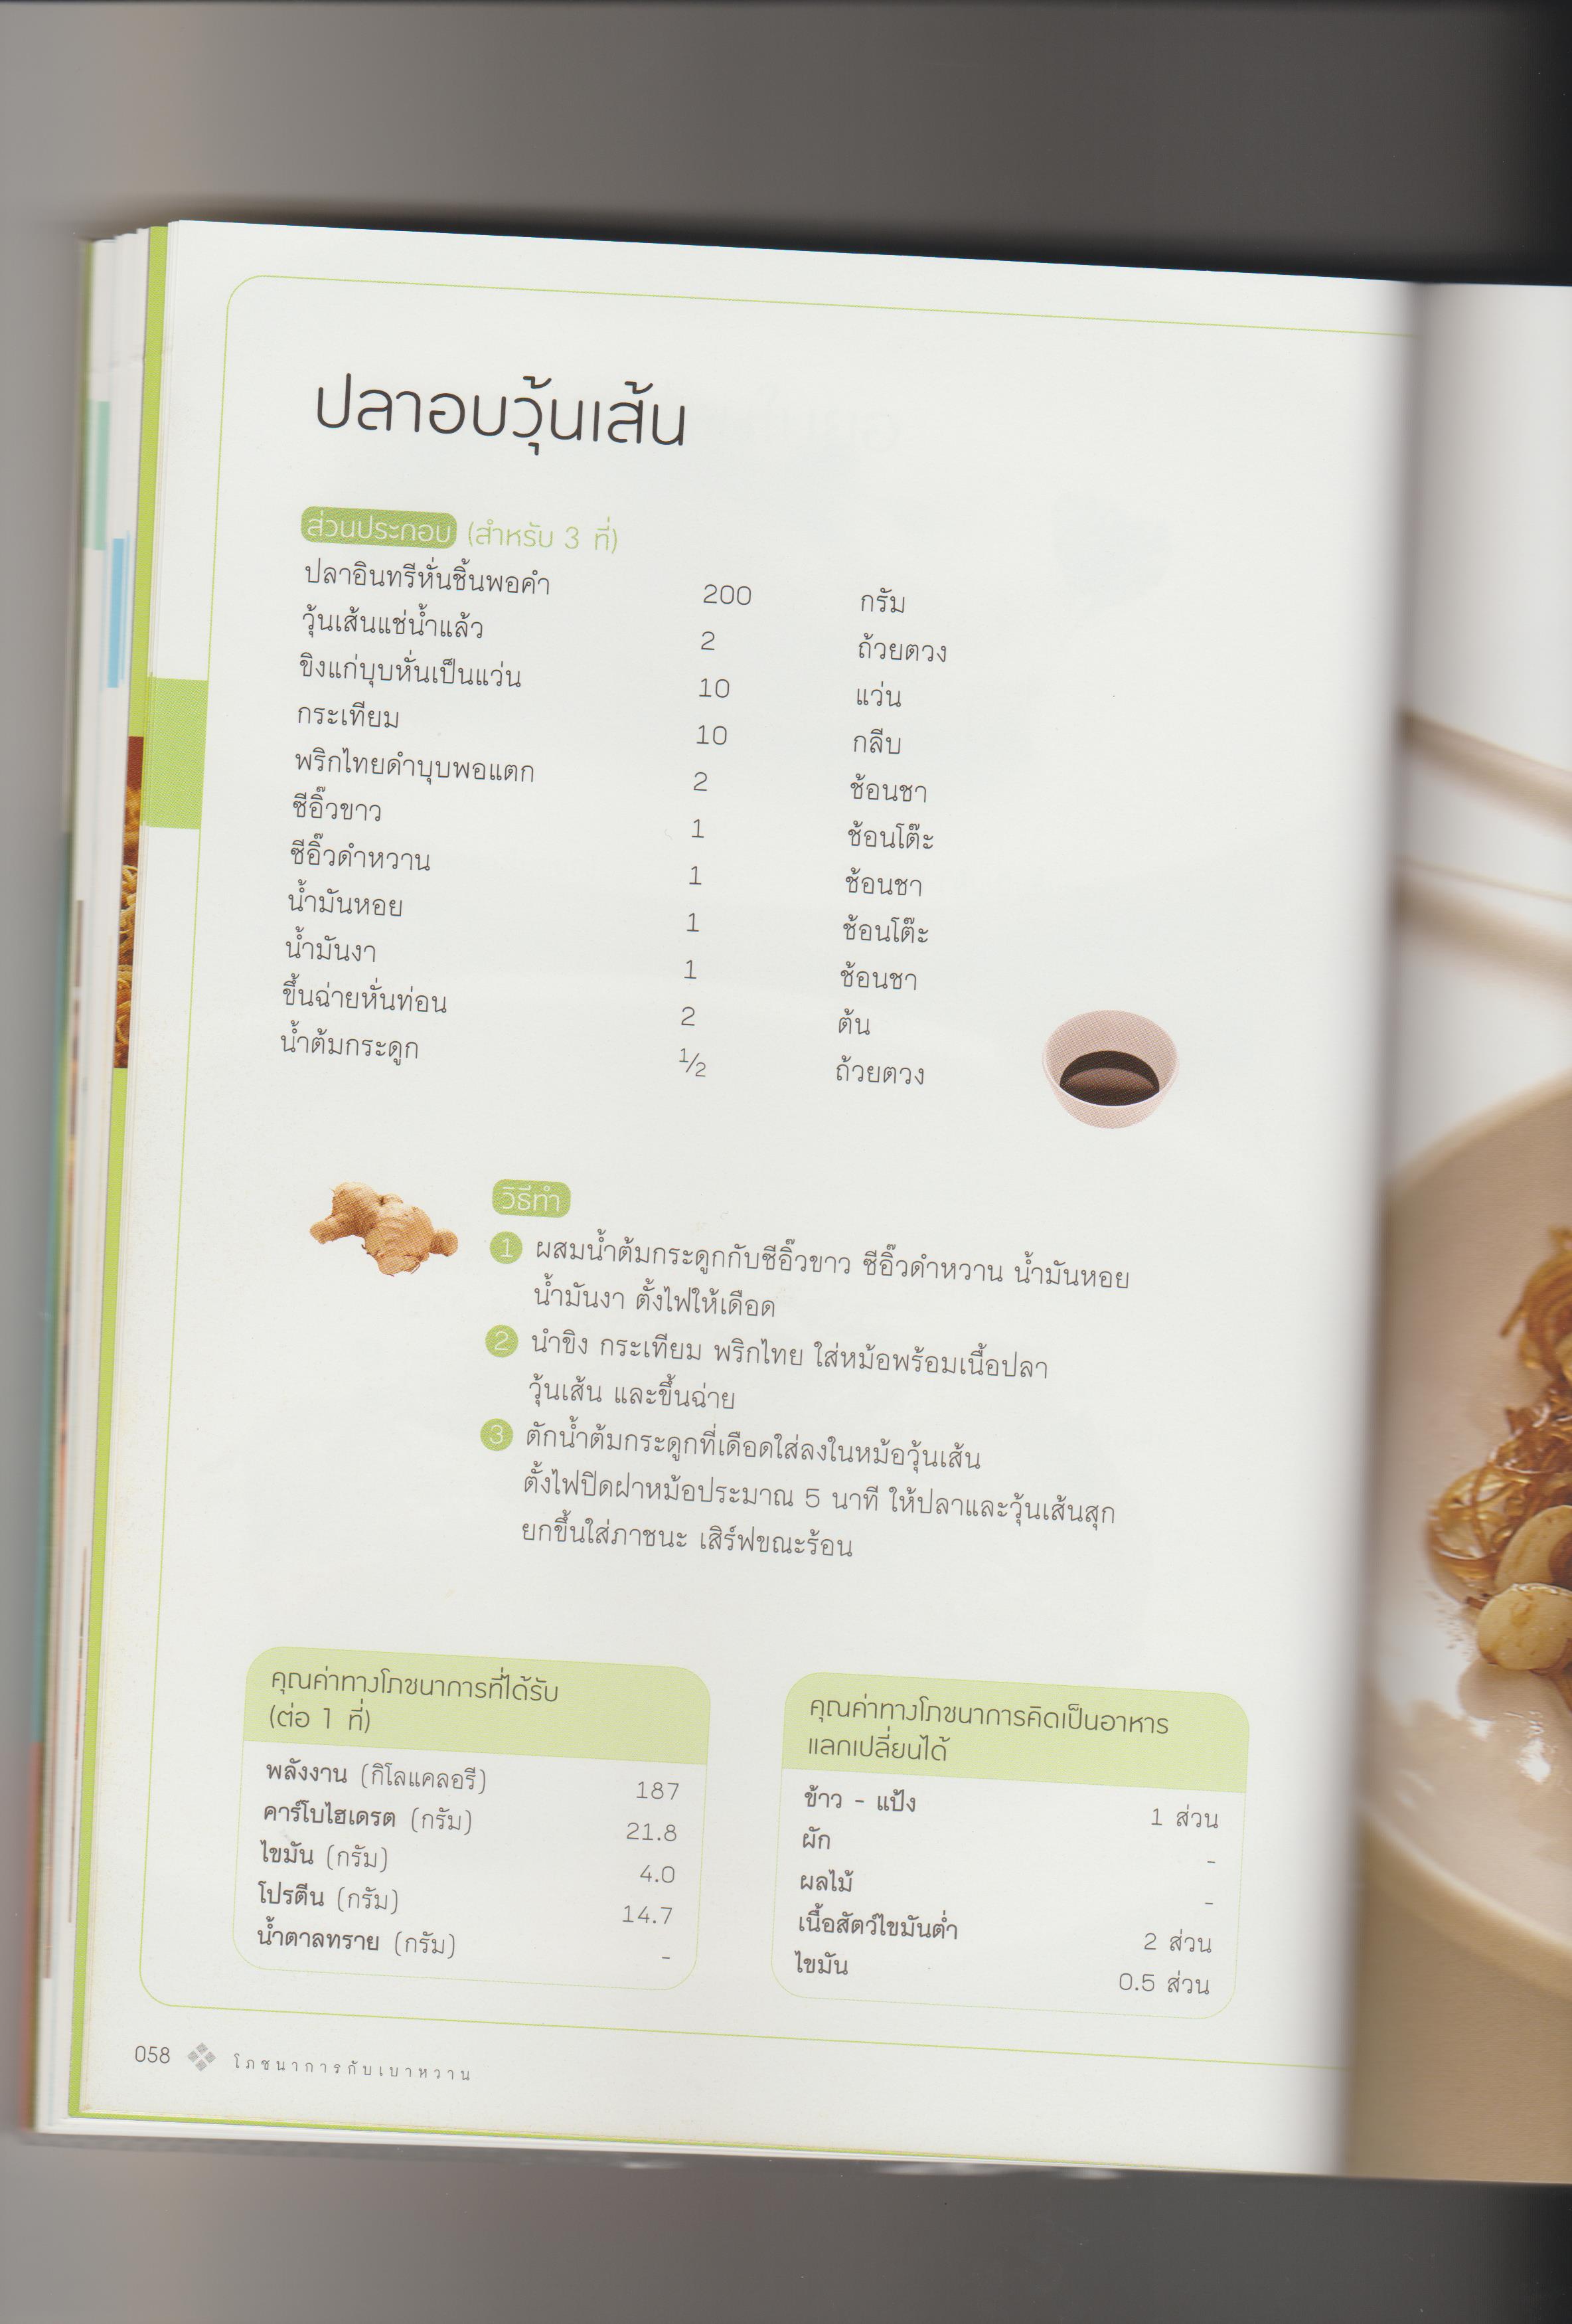 ปลาอบวุ้นเส้น
ส่วนประกอบ (สำหรับ 3 ที่)
ปลาอินทรีหั่นชิ้นพอคำ 200 กรัม
วุ้นเส้นแช่น้ำแล้ว 2 ถ้วยตวง
ขิงแก่บุบหั่นเป็นแว่น 10 แว่น
กระเทียม 10 กลีบ
พริกไทยดำบุบพอแตก 2 ช้อนชา
ซีอิ๊วขาว 1 ช้อนโต๊ะ
ซีอิ๊วดำหวาน 1 ช้อนชา
น้ำมันหอย 1 ช้อนโต๊ะ
น้ำมันงา 1 ช้อนชา
ขึ้นฉ่ายหั่นท่อน 2 ต้น
น้ำต้มกระดูก 1/2 ถ้วยตวง
วิธีทำ
1 ผสมน้ำต้มกระดูกกับซีอิ๊วขาว ซีอิ๊วดำหวาน น้ำมันหอย
น้ำมันงา ตั้งไฟให้เดือด
2 นำขิง กระเทียม พริกไทย ใส่หม้อพร้อมเนื้อปลา
วุ้นเส้น และขึ้นฉ่าย
3 ตักน้ำต้มกระดูกที่เดือดใส่ลงในหม้อวุ้นเส้น
ตั้งไฟปิดฝาหม้อประมาณ 5 นาที ให้ปลาและวุ้นเส้นสุก
ยกขึ้นใส่ภาชนะ เสิร์ฟขณะร้อน
คุณค่าทางโภชนาการที่ได้รับ
(ต่อ 1 ที่)
พลังงาน (กิโลแคลอรี) 187
คาร์โบไฮเดรต (กรัม) 21.8
ไขมัน (กรัม) 4.0
โปรตีน (กรัม) 14.7
น้ำตาลทราย (กรัม) -
คุณค่าทางโภชนาการคิดเป็นอาหาร
แลกเปลี่ยนได้
ข้าว - แป้ง 1 ส่วน
ผัก -
ผลไม้ -
เนื้อสัตว์ไขมันต่ำ 2 ส่วน
ไขมัน 0.5 ส่วน
058 โภชนาการกับเบาหวาน